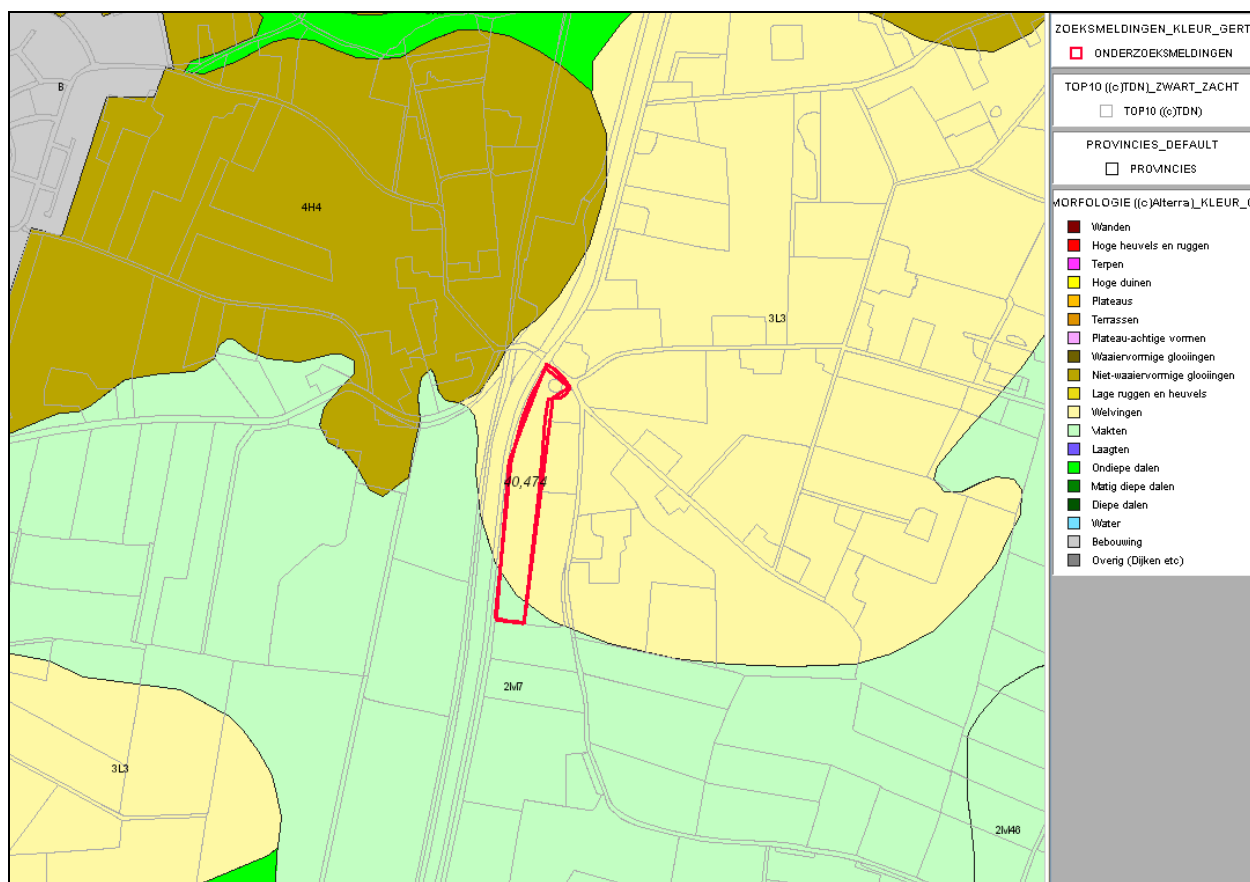 B
4H4
3L3
40,474
2M7
3L3
2M46
ZOEKSMELDINGEN_KLEUR_GERT
ONDERZOEKSMELDINGEN
TOP10 ((c)TDN)_ZWART_ZACHT
TOP10 ((c)TDN)
PROVINCIES_DEFAULT
PROVINCIES
MORFOLOGIE ((c)Alterra)_KLEUR_
Wanden
Hoge heuvels en ruggen
Terpen
Hoge duinen
Plateaus
Terrassen
Plateau-achtige vormen
Waaiervormige glooiingen
Niet-waaiervormige glooiingen
Lage ruggen en heuvels
Welvingen
Vlakten
Laagten
Ondiepe dalen
Matig diepe dalen
Diepe dalen
Water
Bebouwing
Overig (Dijken etc)